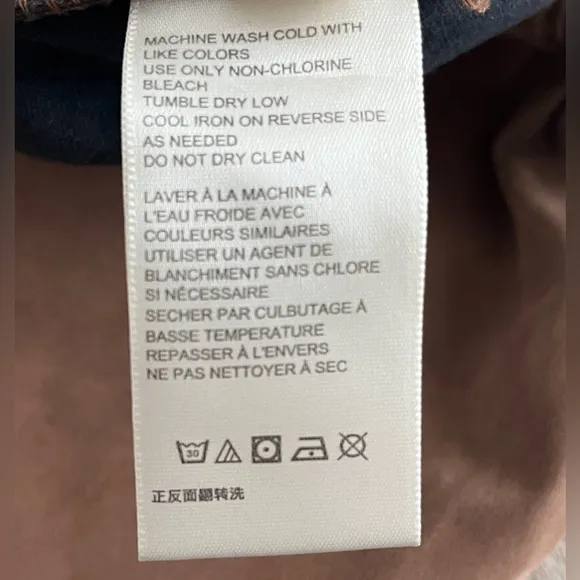 MACHINE WASH COLD WITH
LIKE COLORS
USE ONLY NON-CHLORINE
BLEACH
TUMBLE DRY LOW
COOL IRON ON REVERSE SIDE
AS NEEDED
DO NOT DRY CLEAN
LAVER À LA MACHINE À
L'EAU FROIDE AVEC
COULEURS SIMILAIRES
UTILISER UN AGENT DE
BLANCHIMENT SANS CHLORE
SI NÉCESSAIRE
SECHER PAR CULBUTAGE À
BASSE TEMPERATURE
REPASSER À L'ENVERS
NE PAS NETTOYER À SEC
30
正反面翻转洗